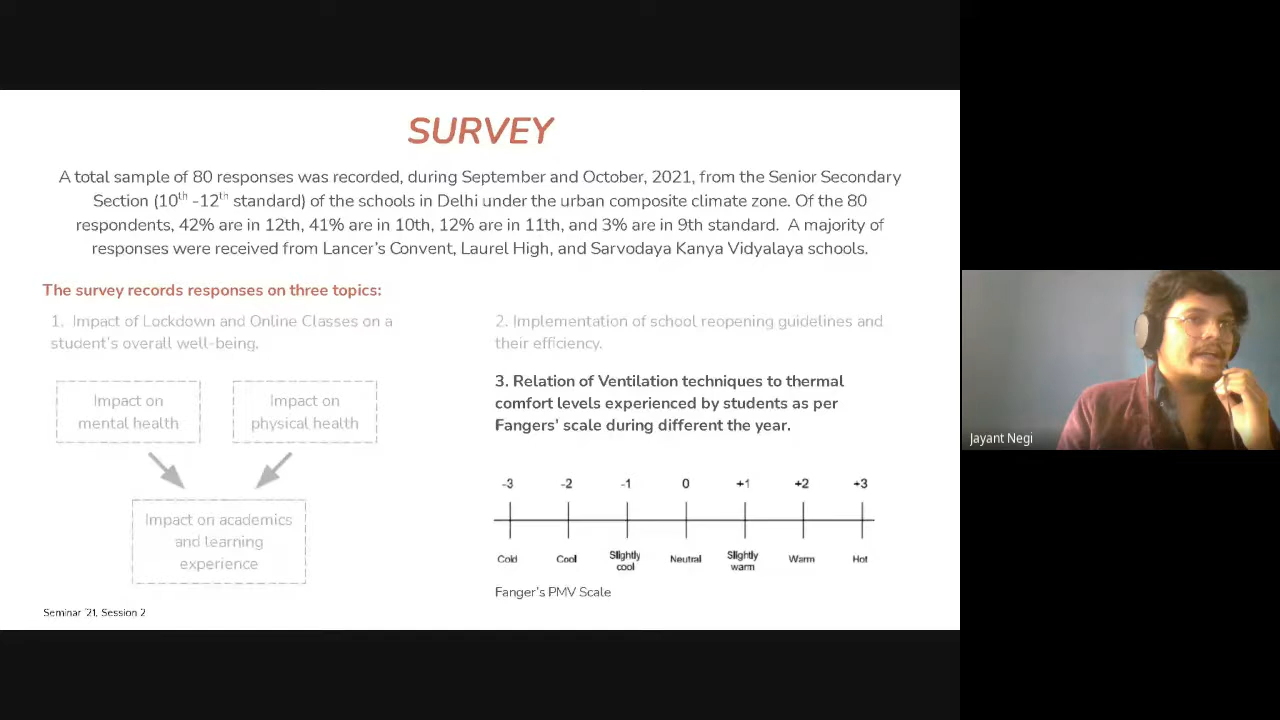 SURVEY
A total sample of 80 responses was recorded, during September and October, 2021, from the Senior Secondary
Section (10th -12th standard) of the schools in Delhi under the urban composite climate zone. Of the 80
respondents, 42% are in 12th, 41% are in 10th, 12% are in 11th, and 3% are in 9th standard. A majority of
responses were received from Lancer's Convent, Laurel High, and Sarvodaya Kanya Vidyalaya schools.
The survey records responses on three topics:
1. Impact of Lockdown and Online Classes on a
student's overall well-being.
Impact on
mental health
Impact on
physical health
Impact on academics
and learning
experience
2. Implementation of school reopening guidelines and
their efficiency.
3. Relation of Ventilation techniques to thermal
comfort levels experienced by students as per
Fangers' scale during different the year.
-3 -2 -1 0 +1 +2 +3
Cold Cool Slightly cool Neutral Slightly warm Warm Hot
Fanger's PMV Scale
Seminar '21, Session 2
Jayant Negi